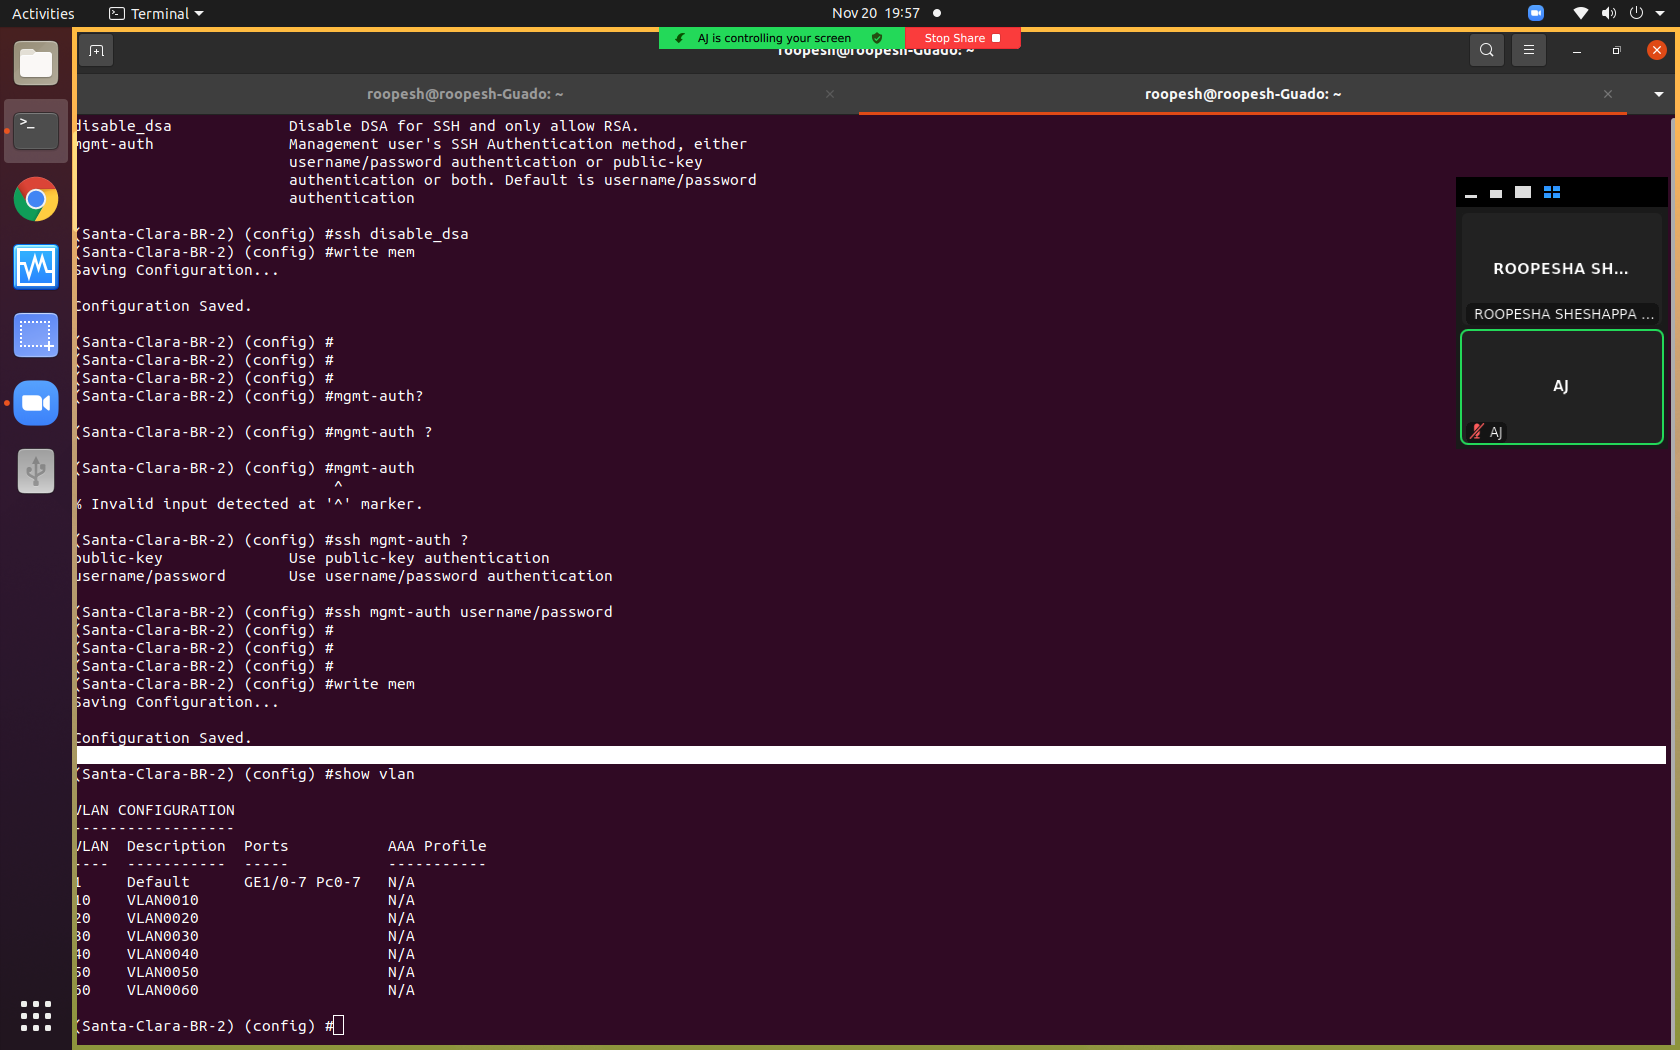 Activities Terminal Nov 20 19:57
AJ is controlling your screen Stop Share
roopesh@roopesh-Guado: ~
roopesh@roopesh-Guado: ~ roopesh@roopesh-Guado: ~
disable_dsa Disable DSA for SSH and only allow RSA.
mgmt-auth Management user's SSH Authentication method, either
username/password authentication or public-key
authentication or both. Default is username/password
authentication
(Santa-Clara-BR-2) (config) #ssh disable_dsa
(Santa-Clara-BR-2) (config) #write mem
Saving Configuration...
Configuration Saved.
(Santa-Clara-BR-2) (config) #
(Santa-Clara-BR-2) (config) #
(Santa-Clara-BR-2) (config) #
(Santa-Clara-BR-2) (config) #mgmt-auth?
(Santa-Clara-BR-2) (config) #mgmt-auth ?
(Santa-Clara-BR-2) (config) #mgmt-auth
^
% Invalid input detected at '^' marker.
(Santa-Clara-BR-2) (config) #ssh mgmt-auth ?
public-key Use public-key authentication
username/password Use username/password authentication
(Santa-Clara-BR-2) (config) #ssh mgmt-auth username/password
(Santa-Clara-BR-2) (config) #
(Santa-Clara-BR-2) (config) #
(Santa-Clara-BR-2) (config) #
(Santa-Clara-BR-2) (config) #write mem
Saving Configuration...
Configuration Saved.
(Santa-Clara-BR-2) (config) #show vlan
VLAN CONFIGURATION
------------------
VLAN Description Ports AAA Profile
---- ----------- ----- -----------
1 Default GE1/0-7 Pc0-7 N/A
10 VLAN0010 N/A
20 VLAN0020 N/A
30 VLAN0030 N/A
40 VLAN0040 N/A
50 VLAN0050 N/A
60 VLAN0060 N/A
(Santa-Clara-BR-2) (config) #
ROOPESHA SH...
ROOPESHA SHESHAPPA ...
AJ
AJ